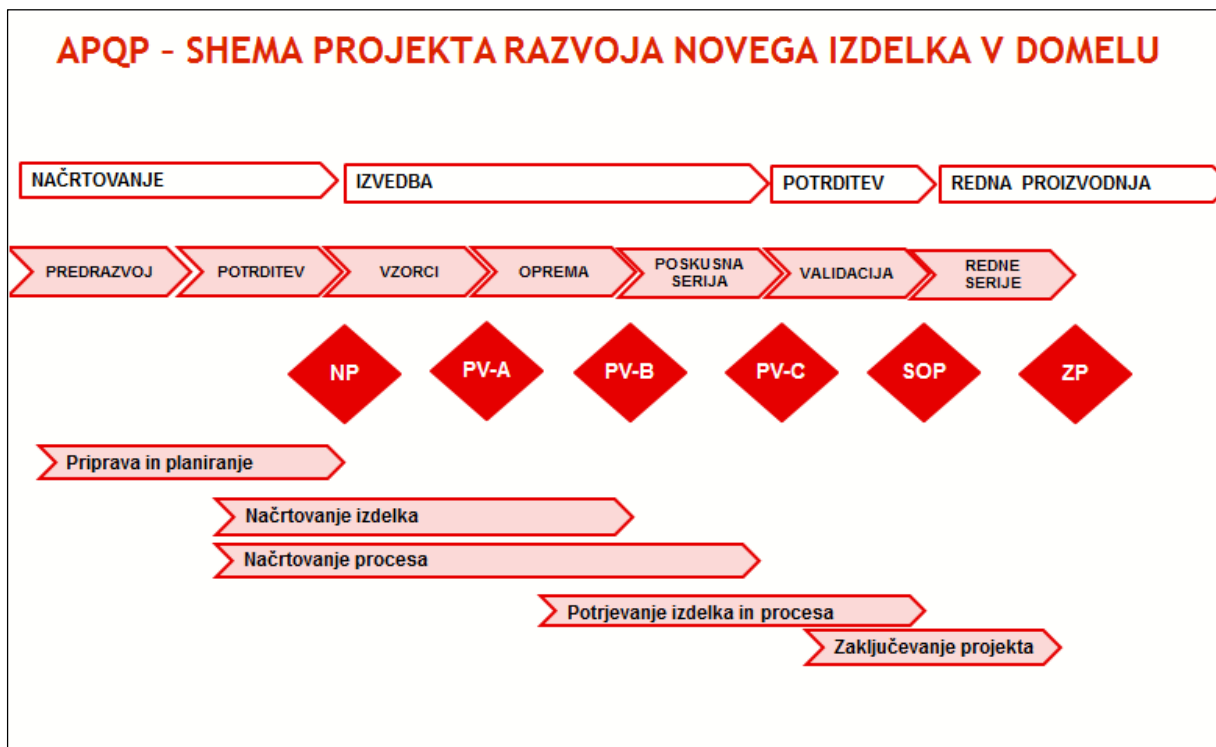 APQP – SHEMA PROJEKTA RAZVOJA NOVEGA IZDELKA V DOMELU
NAČRTOVANJE
IZVEDBA
POTRDITEV
REDNA PROIZVODNJA
PREDRAZVOJ
POTRDITEV
VZORCI
OPREMA
POSKUSNA
SERIJA
VALIDACIJA
REDNE
SERIJE
NP
PV-A
PV-B
PV-C
SOP
ZP
Priprava in planiranje
Načrtovanje izdelka
Načrtovanje procesa
Potrjevanje izdelka in procesa
Zaključevanje projekta